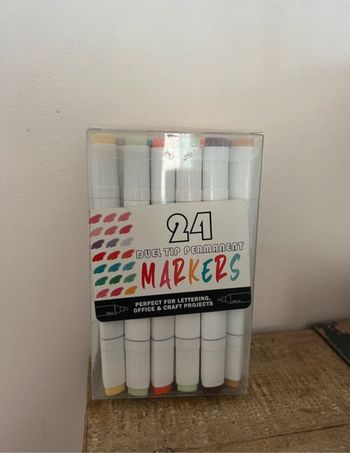 24
DUEL TIP PERMANENT
MARKERS
PERFECT FOR LETTERING,
OFFICE & CRAFT PROJECTS